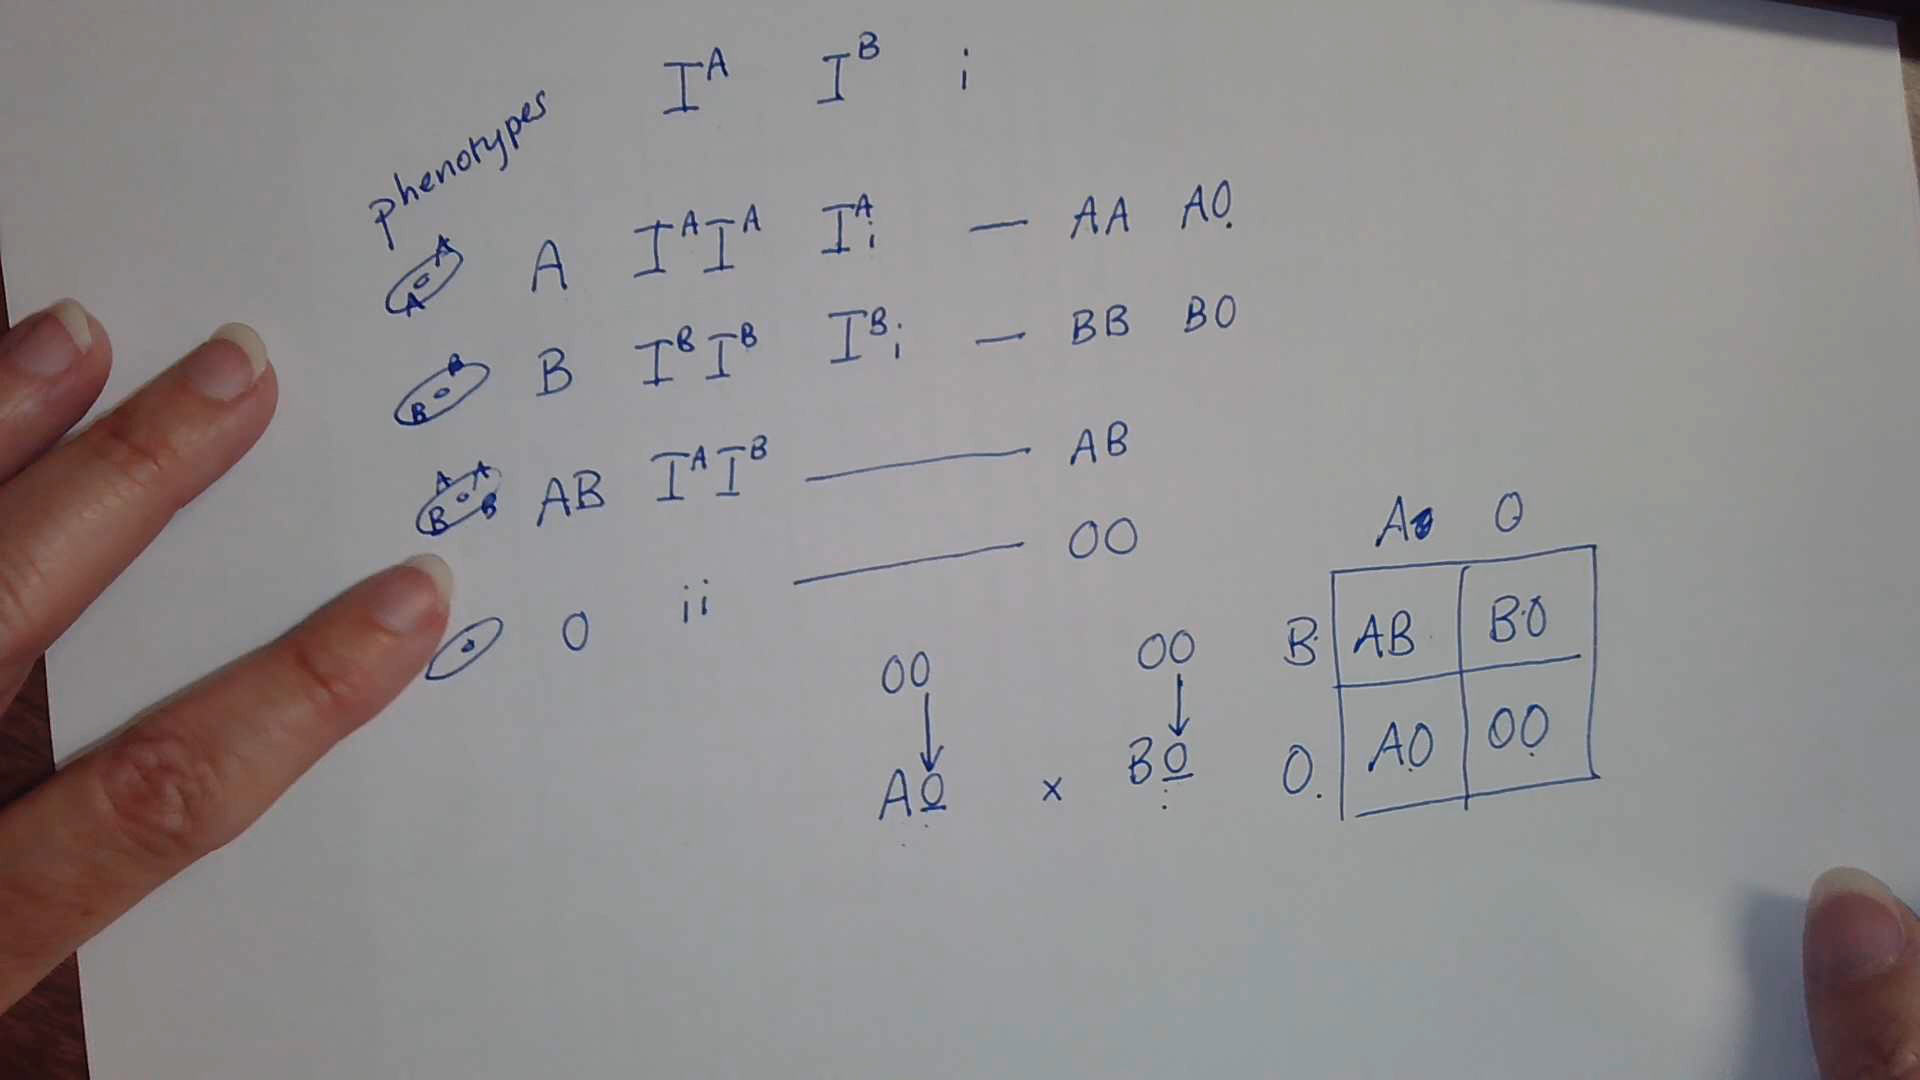 I^A I^B i
phenotypes
A A A I^A I^A I^A i — AA AO
B B B I^B I^B I^B i — BB BO
A A B B AB I^A I^B — AB
O ii — OO
A O
OO OO B AB BO
AO x BO O AO OO